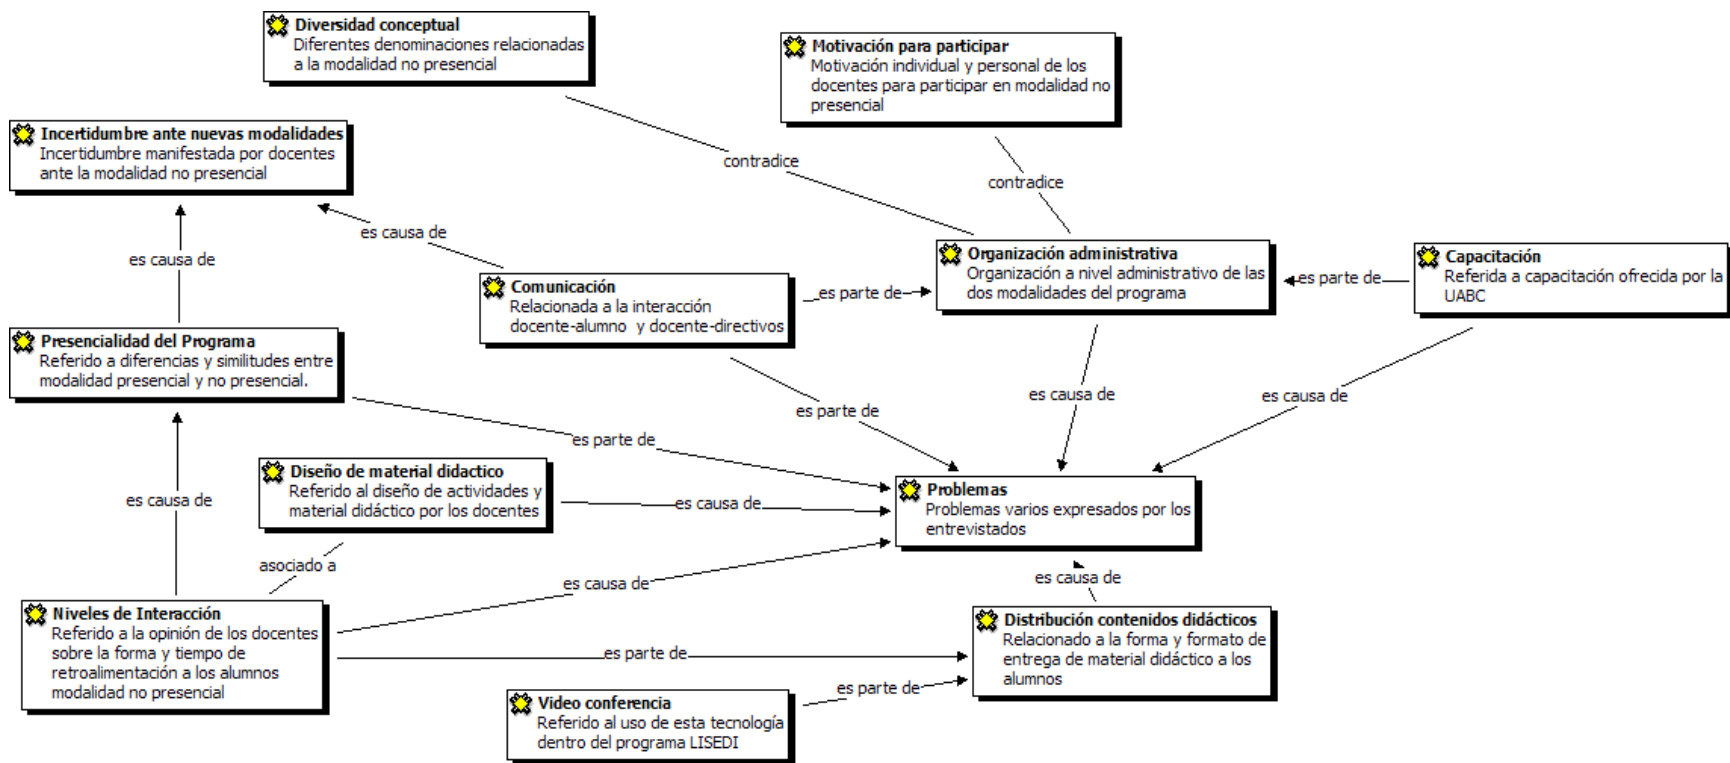 Diversidad conceptual
Diferentes denominaciones relacionadas
a la modalidad no presencial
Motivación para participar
Motivación individual y personal de los
docentes para participar en modalidad no
presencial
Incertidumbre ante nuevas modalidades
Incertidumbre manifestada por docentes
ante la modalidad no presencial
contradice
contradice
es causa de
es causa de
Organización administrativa
Organización a nivel administrativo de las
dos modalidades del programa
Capacitación
Referida a capacitación ofrecida por la
UABC
es parte de
Comunicación
Relacionada a la interacción
docente-alumno y docente-directivos
es parte de
Presencialidad del Programa
Referido a diferencias y similitudes entre
modalidad presencial y no presencial.
es causa de
es causa de
es parte de
es parte de
Diseño de material didactico
Referido al diseño de actividades y
material didáctico por los docentes
es causa de
es causa de
Problemas
Problemas varios expresados por los
entrevistados
asociado a
es causa de
es causa de
Niveles de Interacción
Referido a la opinión de los docentes
sobre la forma y tiempo de
retroalimentación a los alumnos
modalidad no presencial
Distribución contenidos didácticos
Relacionado a la forma y formato de
entrega de material didáctico a los
alumnos
es parte de
es parte de
Video conferencia
Referido al uso de esta tecnología
dentro del programa LISEDI